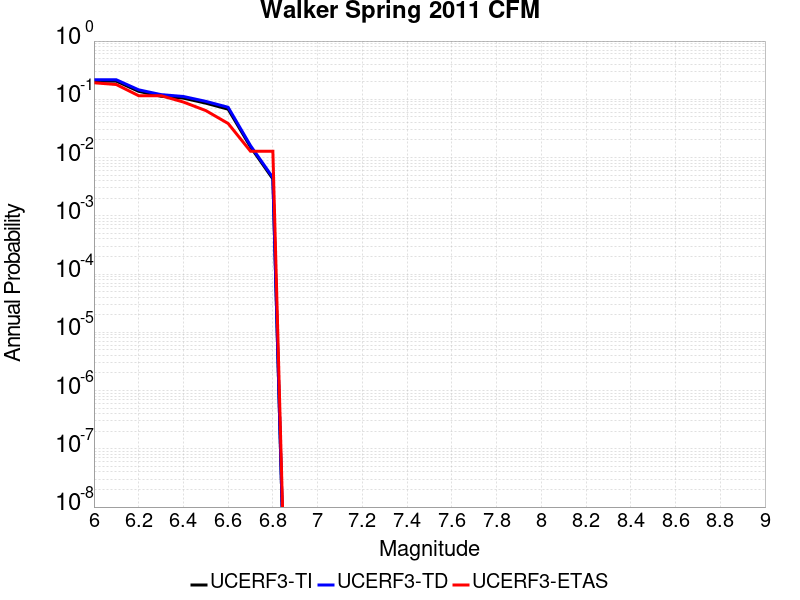 Walker Spring 2011 CFM
10^0
10^-1
10^-2
10^-3
10^-4
10^-5
10^-6
10^-7
10^-8
Annual Probability
6 6.2 6.4 6.6 6.8 7 7.2 7.4 7.6 7.8 8 8.2 8.4 8.6 8.8 9
Magnitude
UCERF3-TI UCERF3-TD UCERF3-ETAS